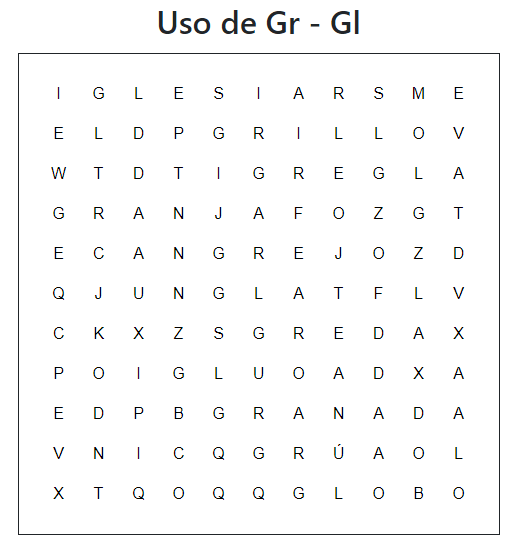 Uso de Gr - Gl
I G L E S I A R S M E
E L D P G R I L L O V
W T D T I G R E G L A
G R A N J A F O Z G T
E C A N G R E J O Z D
Q J U N G L A T F L V
C K X Z S G R E D A X
P O I G L U O A D X A
E D P B G R A N A D A
V N I C Q G R Ú A O L
X T Q O Q Q G L O B O